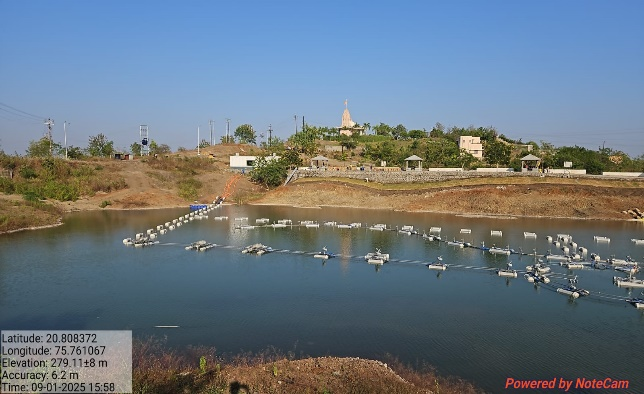 Latitude: 20.808372
Longitude: 75.761067
Elevation: 279.11±8 m
Accuracy: 6.2 m
Time: 09-01-2025 15:58
Powered by NoteCam